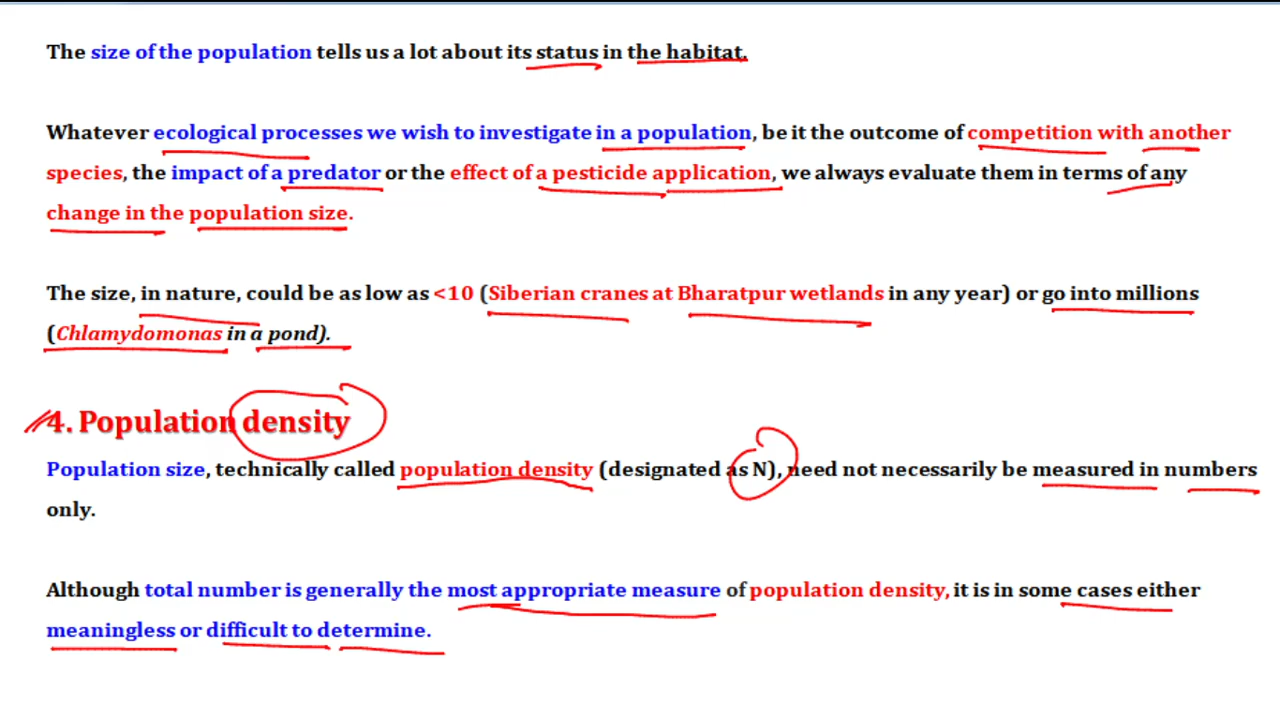 The size of the population tells us a lot about its status in the habitat.
Whatever ecological processes we wish to investigate in a population, be it the outcome of competition with another
species, the impact of a predator or the effect of a pesticide application, we always evaluate them in terms of any
change in the population size.
The size, in nature, could be as low as <10 (Siberian cranes at Bharatpur wetlands in any year) or go into millions
(Chlamydomonas in a pond).
4. Population density
Population size, technically called population density (designated as N), need not necessarily be measured in numbers
only.
Although total number is generally the most appropriate measure of population density, it is in some cases either
meaningless or difficult to determine.